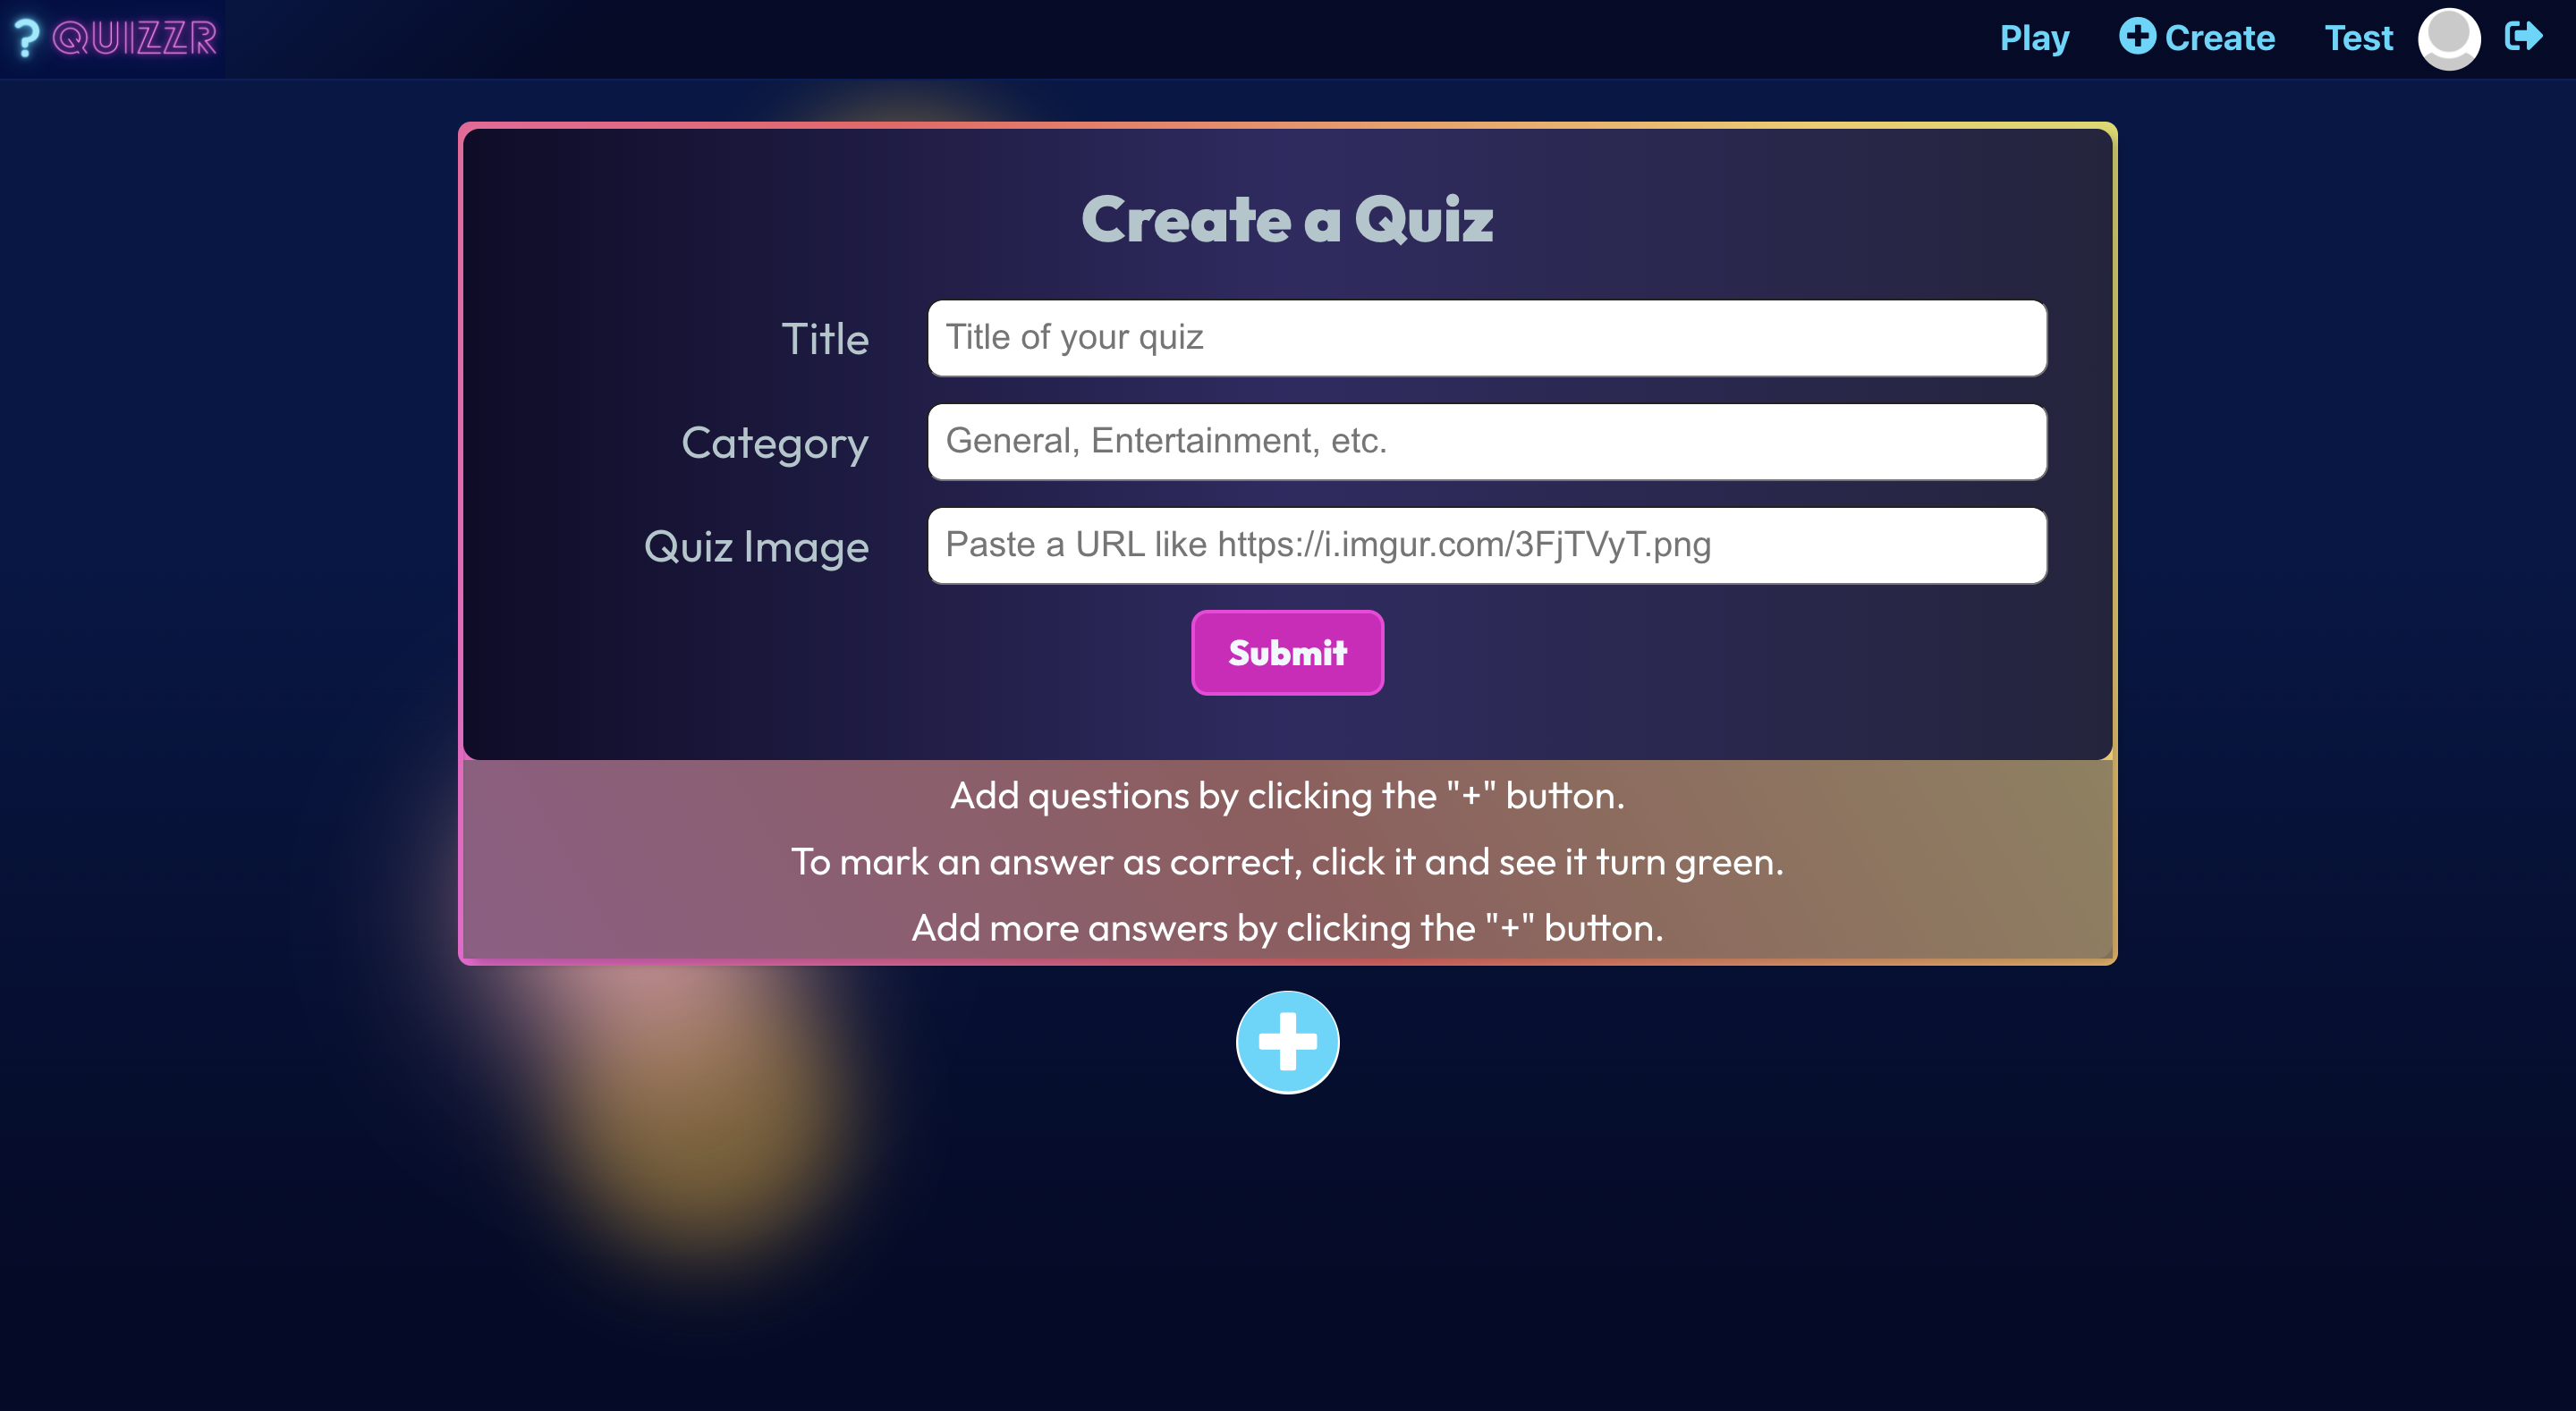 ? QUIZZR
Play
Create
Test
Create a Quiz
Title
Title of your quiz
Category
General, Entertainment, etc.
Quiz Image
Paste a URL like https://i.imgur.com/3FjTVyT.png
Submit
Add questions by clicking the "+" button.
To mark an answer as correct, click it and see it turn green.
Add more answers by clicking the "+" button.